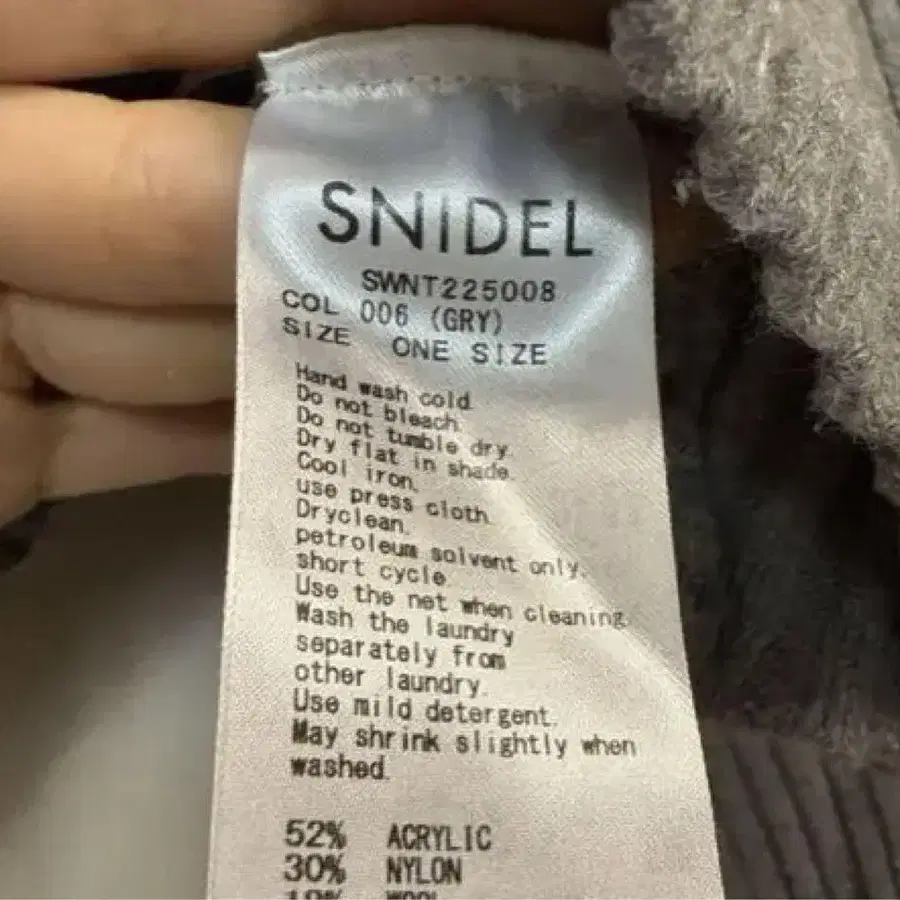 SNIDEL
SWNT225008
COL 006 (GRY)
SIZE ONE SIZE
Hand wash cold.
Do not bleach.
Do not tumble dry.
Dry flat in shade.
Cool iron.
use press cloth.
Dryclean.
petroleum solvent only.
short cycle.
Use the net when cleaning.
Wash the laundry
separately from
other laundry.
Use mild detergent.
May shrink slightly when
washed.
52% ACRYLIC
30% NYLON